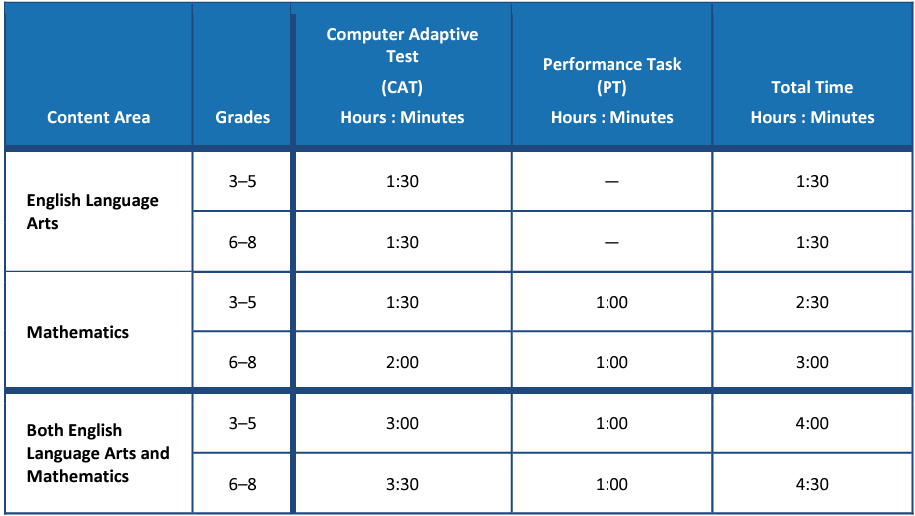 Content Area
Grades
Computer Adaptive
Test
(CAT)
Hours : Minutes
Performance Task
(PT)
Hours : Minutes
Total Time
Hours : Minutes
English Language
Arts
3–5
1:30
—
1:30
6–8
1:30
—
1:30
Mathematics
3–5
1:30
1:00
2:30
6–8
2:00
1:00
3:00
Both English
Language Arts and
Mathematics
3–5
3:00
1:00
4:00
6–8
3:30
1:00
4:30